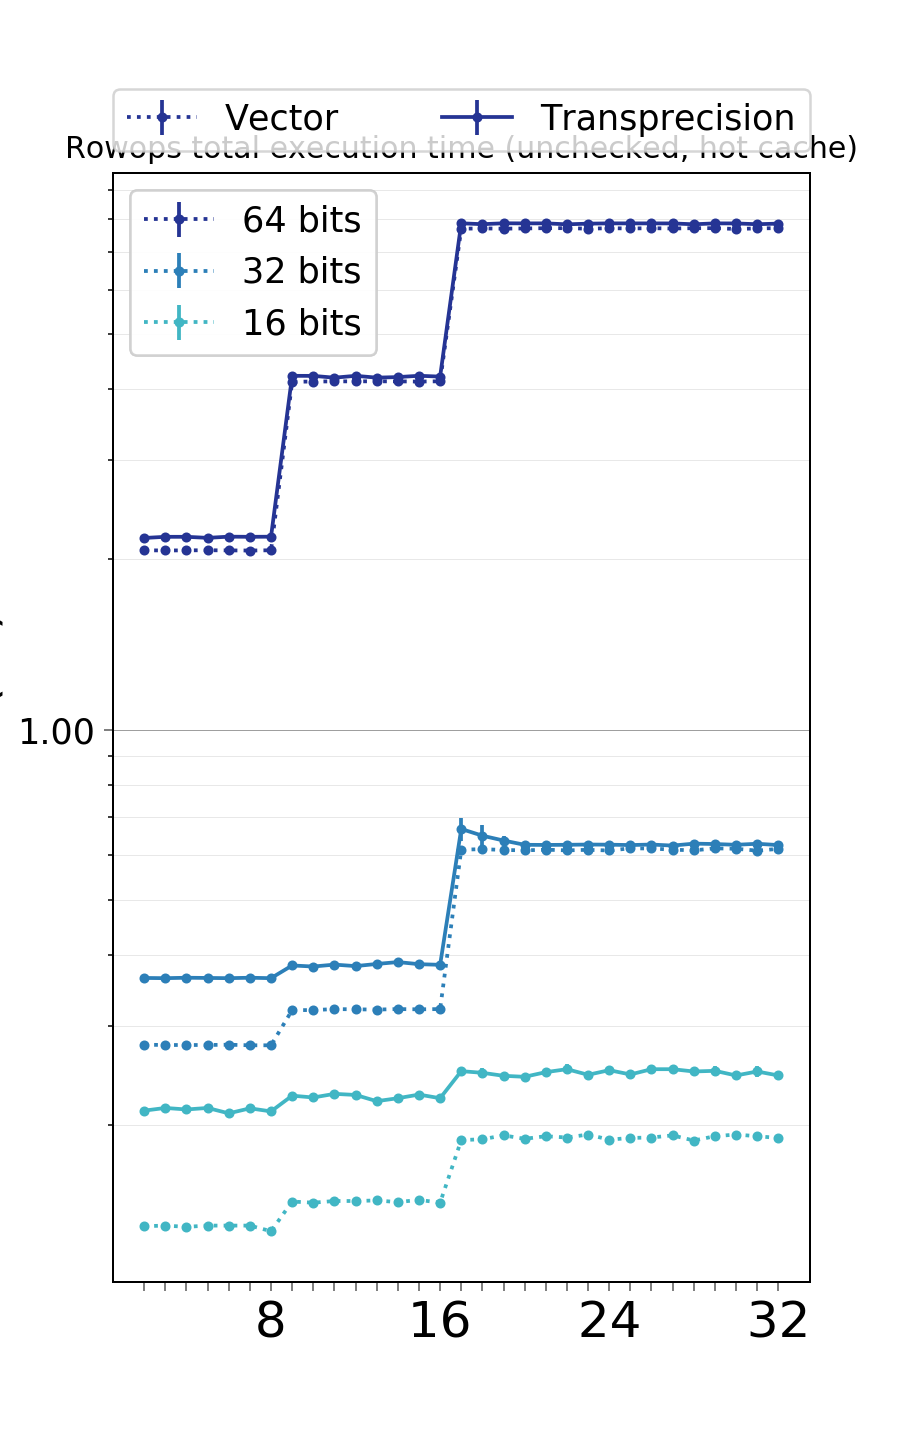 Vector Transprecision
Rowops total execution time (unchecked, hot cache)
64 bits
32 bits
16 bits
1.00
8 16 24 32